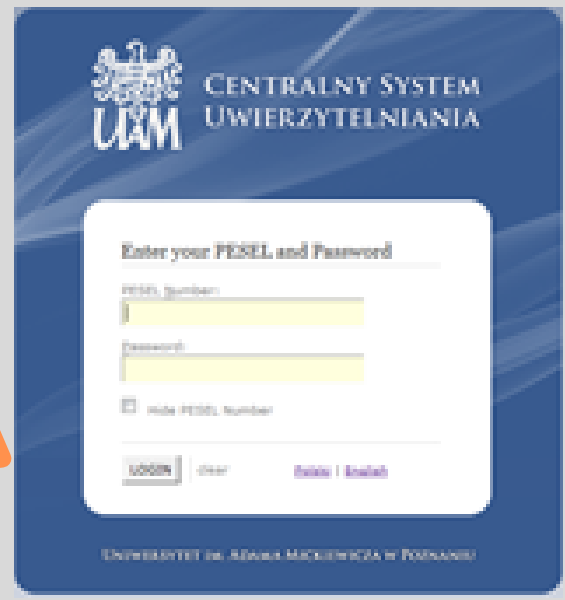 UAM
CENTRALNY SYSTEM
UWIERZYTELNIANIA
Enter your PESEL and Password
PESEL Number:
Password:
Hide PESEL Number
LOGIN
clear
Polski | English
UNIWERSYTET IM. ADAMA MICKIEWICZA W POZNANIU